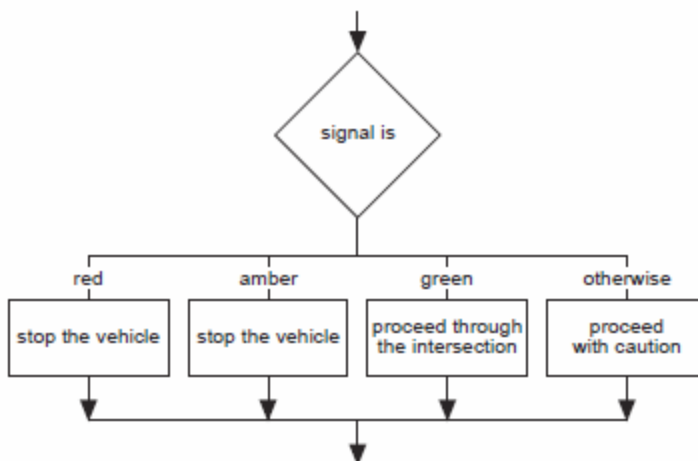 signal is
red
amber
green
otherwise
stop the vehicle
stop the vehicle
proceed through
the intersection
proceed
with caution